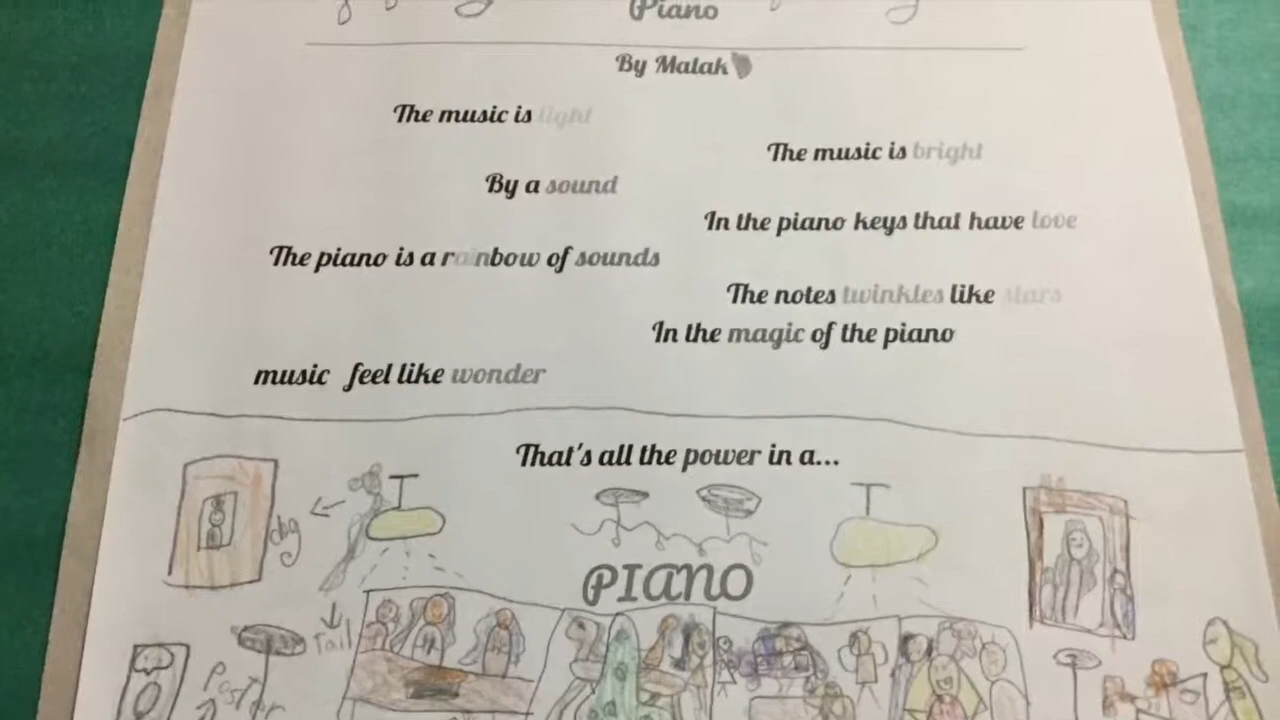 Piano
By Malak
The music is light
The music is bright
By a sound
In the piano keys that have love
The piano is a rainbow of sounds
The notes twinkles like stars
In the magic of the piano
music feel like wonder
That's all the power in a...
PIANO
dog
Tail
Poster